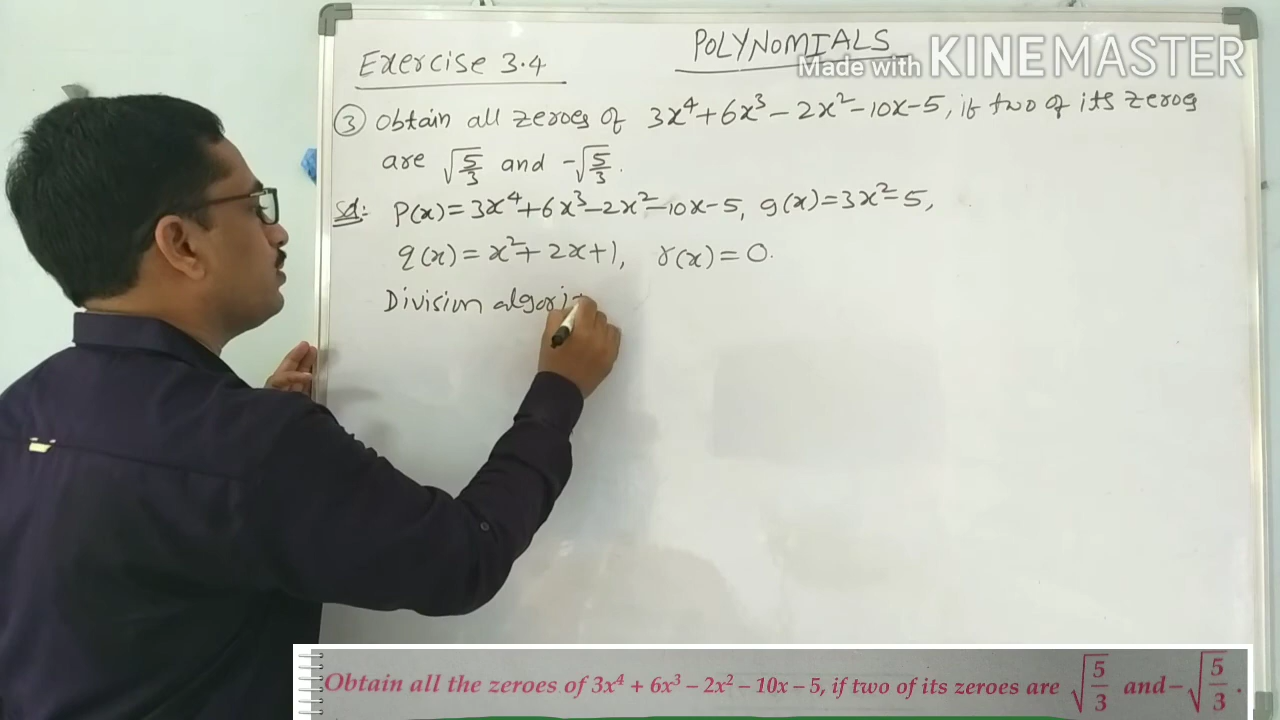 POLYNOMIALS
Made with KINEMASTER
Exercise 3.4
③ Obtain all zeroes of 3x⁴+6x³-2x²-10x-5, if two of its zeros
are √5/3 and -√5/3.
Sol:- P(x)=3x⁴+6x³-2x²-10x-5, g(x)=3x²-5,
q(x)=x²+2x+1, r(x)=0.
Division algorit
Obtain all the zeroes of 3x⁴ + 6x³ – 2x² – 10x – 5, if two of its zeroes are √5/3 and –√5/3.